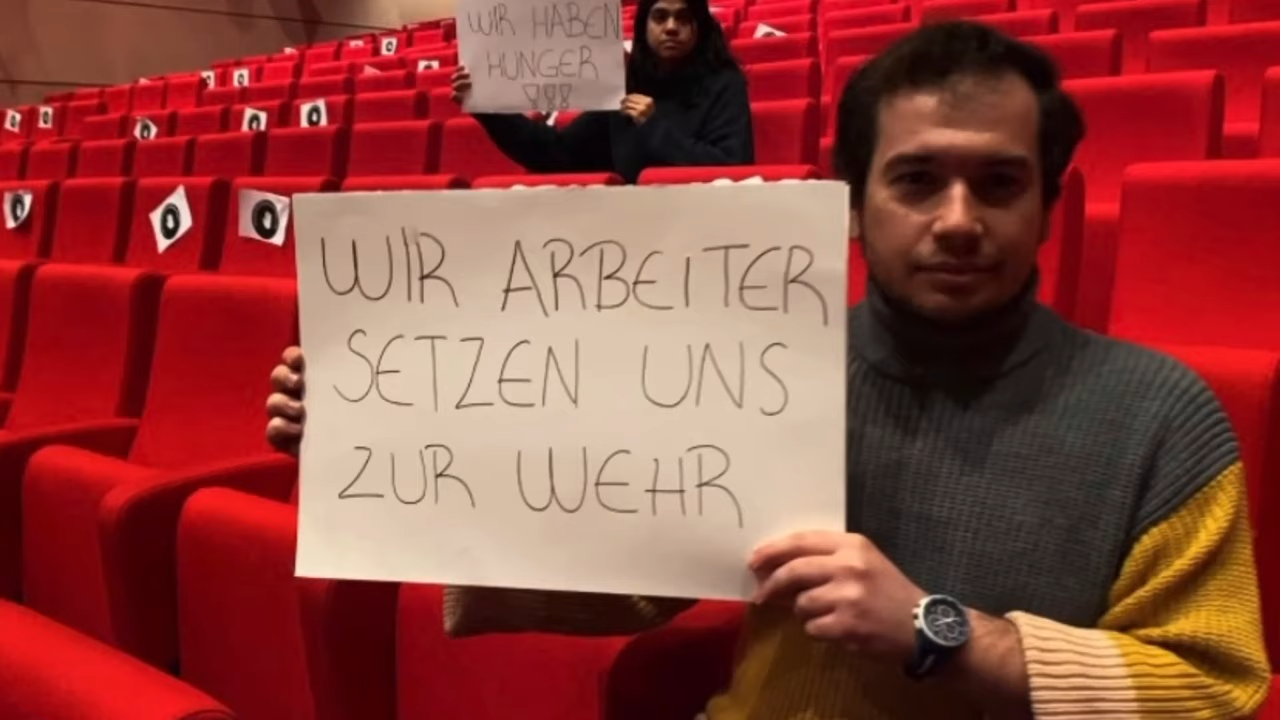 WIR HABEN
HUNGER
!!!
WIR ARBEITER
SETZEN UNS
ZUR WEHR